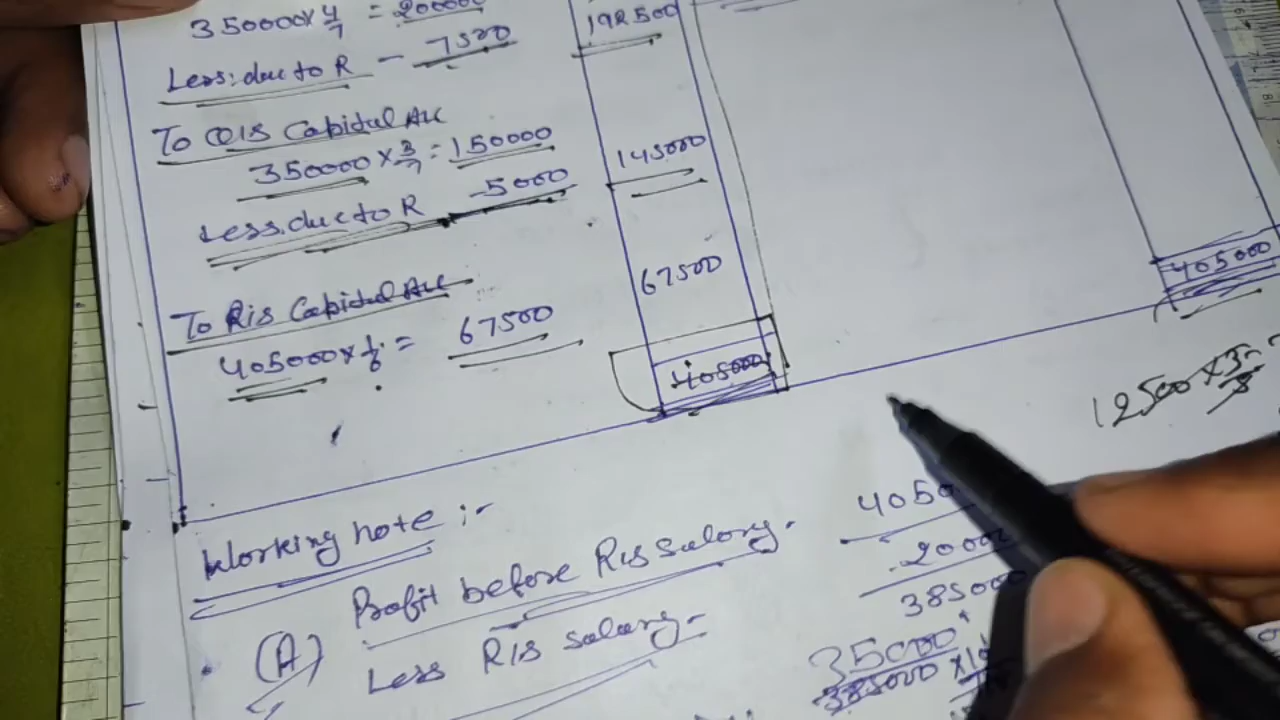 350000 × 4/7 = 200000
Less: due to R - 7500
192500
To Q's Capital A/c
350000 × 3/7 = 150000
Less: due to R -5000
145000
To R's Capital A/c
405000 × 1/6 = 67500
67500
405000
405000
12500 × 3
Working note :-
(A) Profit before R's Salary.
Less R's salary -
20000
385000
35000
385000 × 10